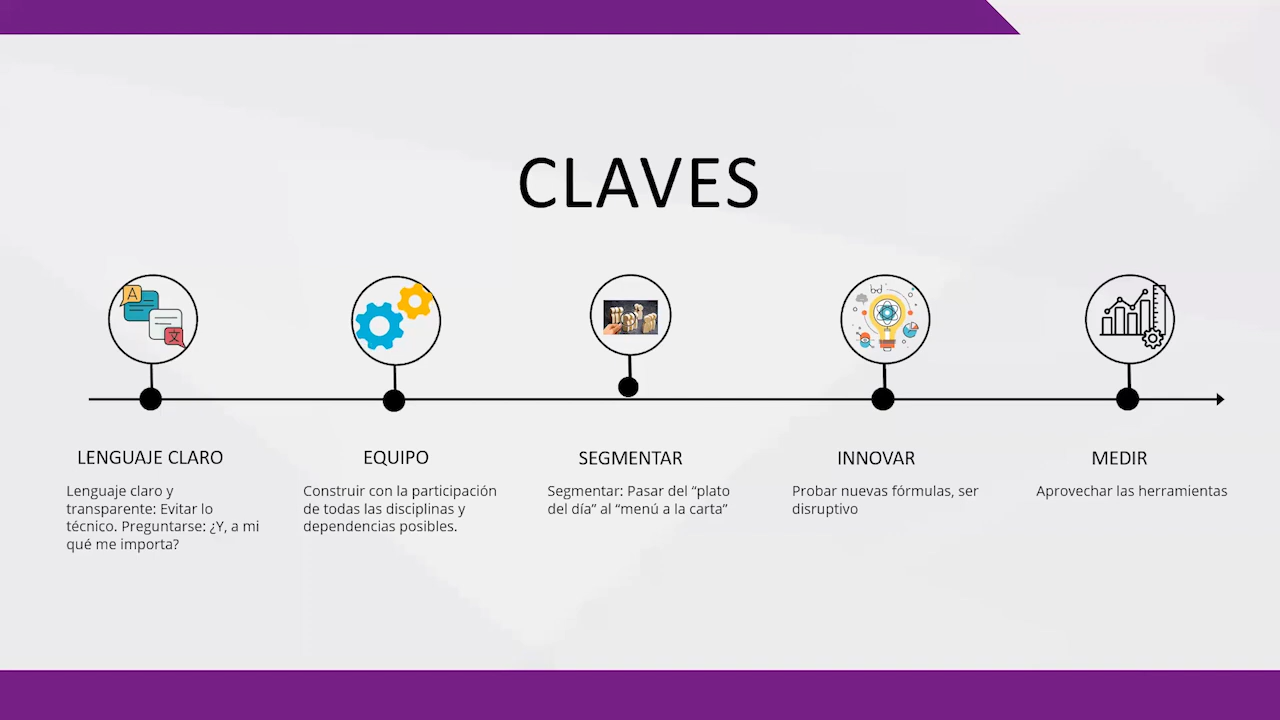 CLAVES
A
文
LENGUAJE CLARO
Lenguaje claro y
transparente: Evitar lo
técnico. Preguntarse: ¿Y, a mi
qué me importa?
EQUIPO
Construir con la participación
de todas las disciplinas y
dependencias posibles.
SEGMENTAR
Segmentar: Pasar del “plato
del día” al “menú a la carta”
INNOVAR
Probar nuevas fórmulas, ser
disruptivo
MEDIR
Aprovechar las herramientas